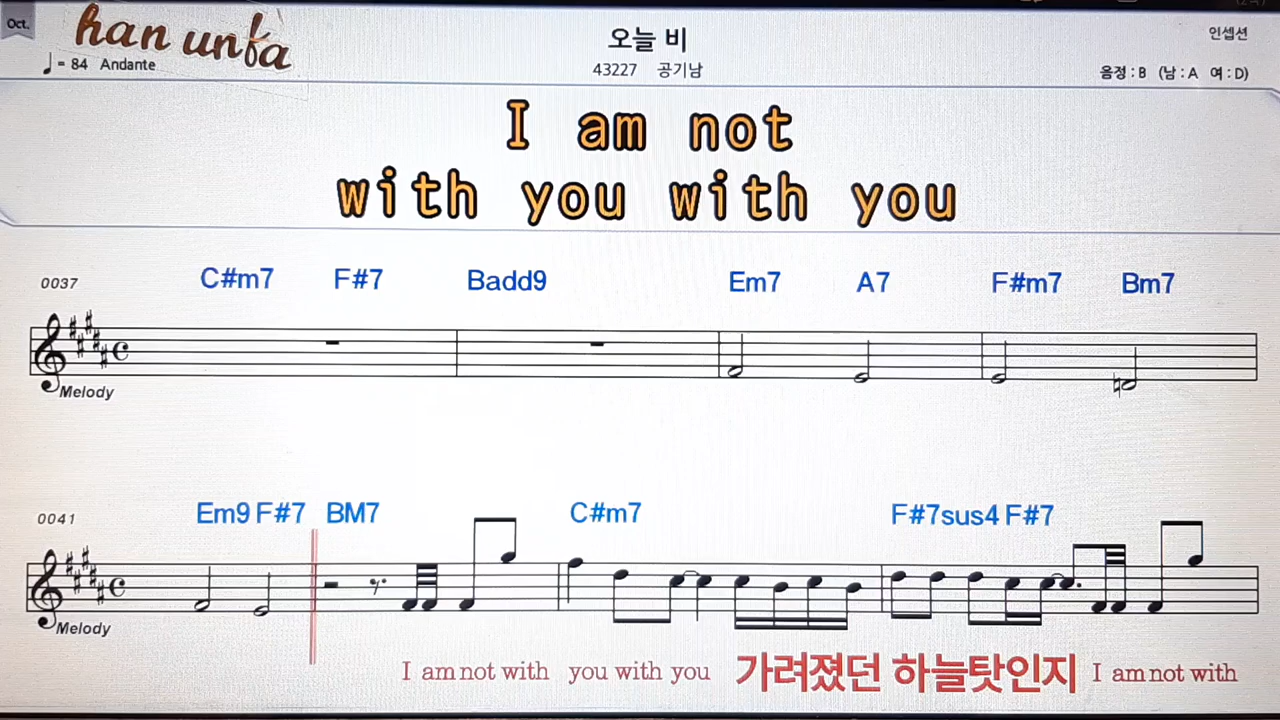 Oct.
han unfa
♩= 84 Andante
오늘 비
43227 공기남
인셉션
음정 : B (남 : A 여 : D)
I am not
with you with you
0037
C#m7 F#7 Badd9 Em7 A7 F#m7 Bm7
Melody
0041
Em9 F#7 BM7 C#m7 F#7sus4 F#7
Melody
I am not with you with you 가려졌던 하늘탓인지 I am not with